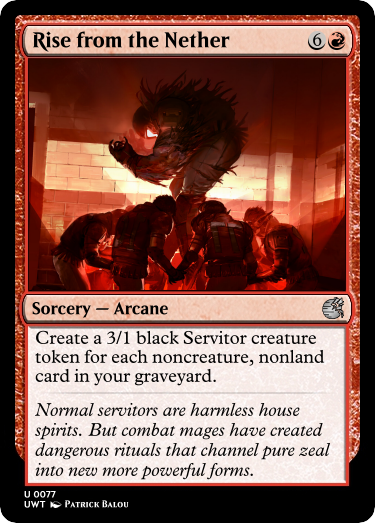 Rise from the Nether 6
Sorcery — Arcane
Create a 3/1 black Servitor creature
token for each noncreature, nonland
card in your graveyard.
Normal servitors are harmless house
spirits. But combat mages have created
dangerous rituals that channel pure zeal
into new more powerful forms.
U 0077
UWT Patrick Balou